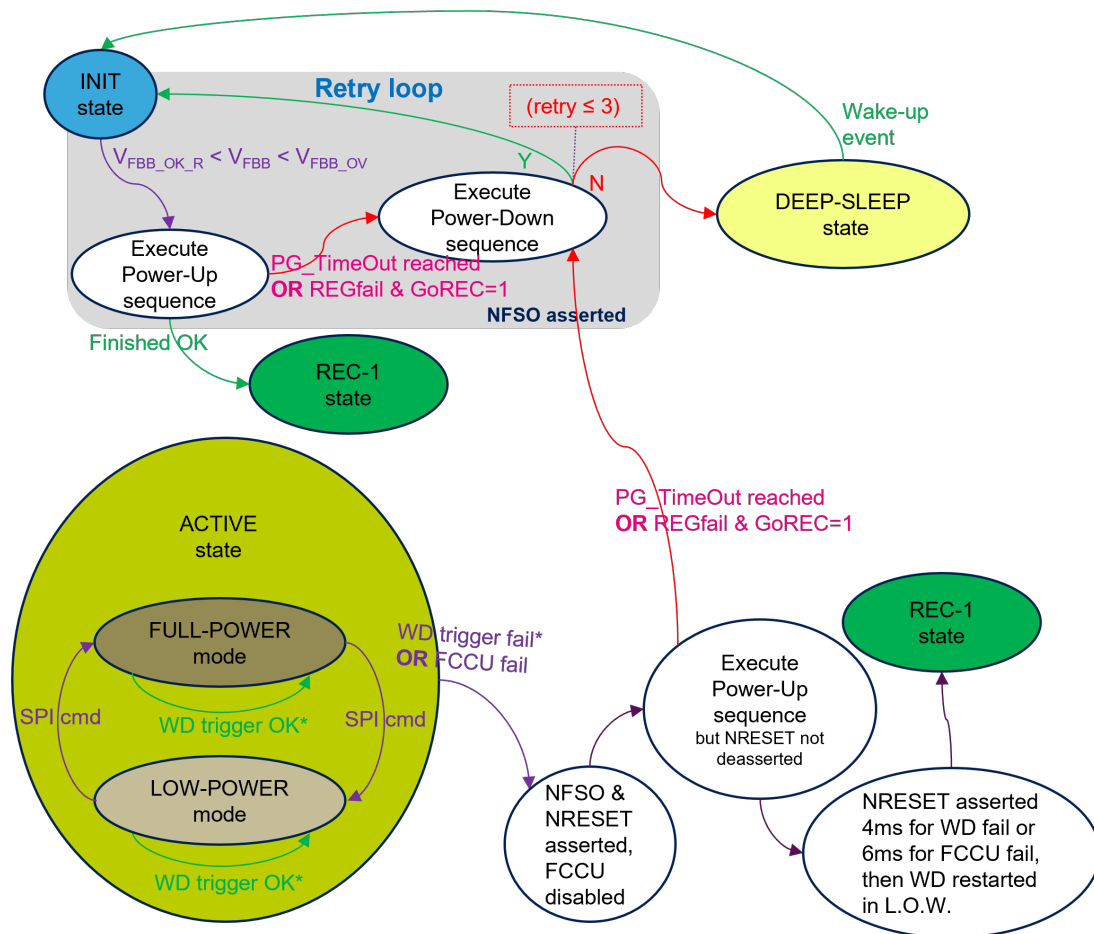 INIT
state
Retry loop
(retry ≤ 3)
Wake-up
event
V_FBB_OK_R < V_FBB < V_FBB_OV
Y
N
Execute
Power-Down
sequence
DEEP-SLEEP
state
Execute
Power-Up
sequence
PG_TimeOut reached
OR REGfail & GoREC=1
NFSO asserted
Finished OK
REC-1
state
ACTIVE
state
PG_TimeOut reached
OR REGfail & GoREC=1
FULL-POWER
mode
WD trigger fail*
OR FCCU fail
REC-1
state
Execute
Power-Up
sequence
but NRESET not
deasserted
SPI cmd
WD trigger OK*
SPI cmd
LOW-POWER
mode
WD trigger OK*
NFSO &
NRESET
asserted,
FCCU
disabled
NRESET asserted
4ms for WD fail or
6ms for FCCU fail,
then WD restarted
in L.O.W.